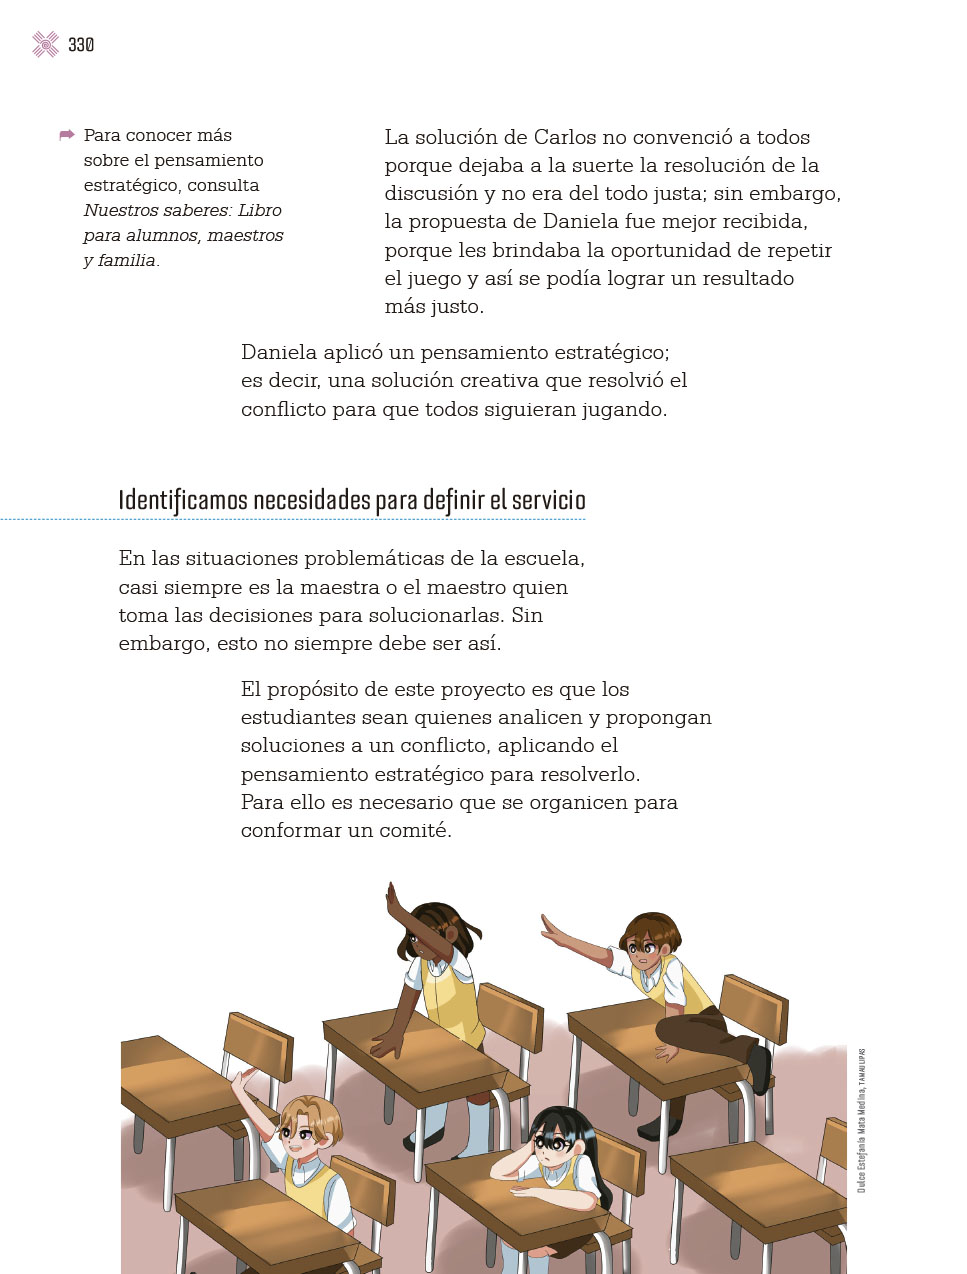 330
Para conocer más
sobre el pensamiento
estratégico, consulta
Nuestros saberes: Libro
para alumnos, maestros
y familia.
La solución de Carlos no convenció a todos
porque dejaba a la suerte la resolución de la
discusión y no era del todo justa; sin embargo,
la propuesta de Daniela fue mejor recibida,
porque les brindaba la oportunidad de repetir
el juego y así se podía lograr un resultado
más justo.
Daniela aplicó un pensamiento estratégico;
es decir, una solución creativa que resolvió el
conflicto para que todos siguieran jugando.
Identificamos necesidades para definir el servicio
En las situaciones problemáticas de la escuela,
casi siempre es la maestra o el maestro quien
toma las decisiones para solucionarlas. Sin
embargo, esto no siempre debe ser así.
El propósito de este proyecto es que los
estudiantes sean quienes analicen y propongan
soluciones a un conflicto, aplicando el
pensamiento estratégico para resolverlo.
Para ello es necesario que se organicen para
conformar un comité.
Dulce Estefanía Mata Medina, TAMAULIPAS